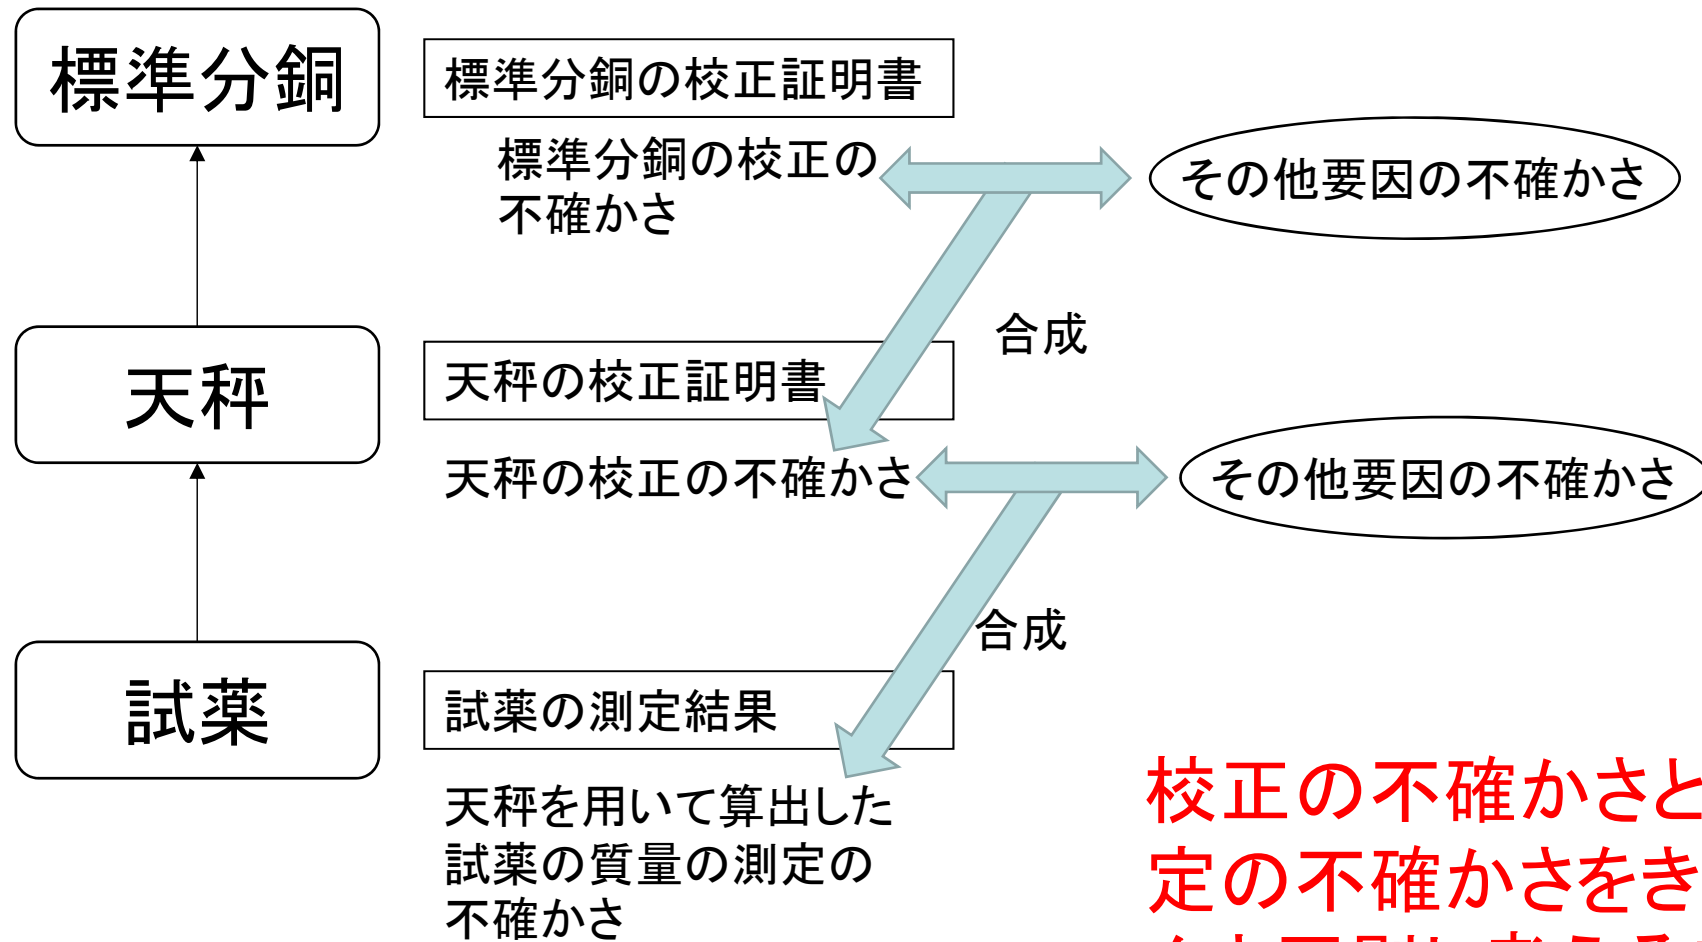 標準分銅
標準分銅の校正証明書
標準分銅の校正の
不確かさ
その他要因の不確かさ
合成
天秤
天秤の校正証明書
天秤の校正の不確かさ
その他要因の不確かさ
合成
試薬
試薬の測定結果
天秤を用いて算出した
試薬の質量の測定の
不確かさ
校正の不確かさと
定の不確かさをき